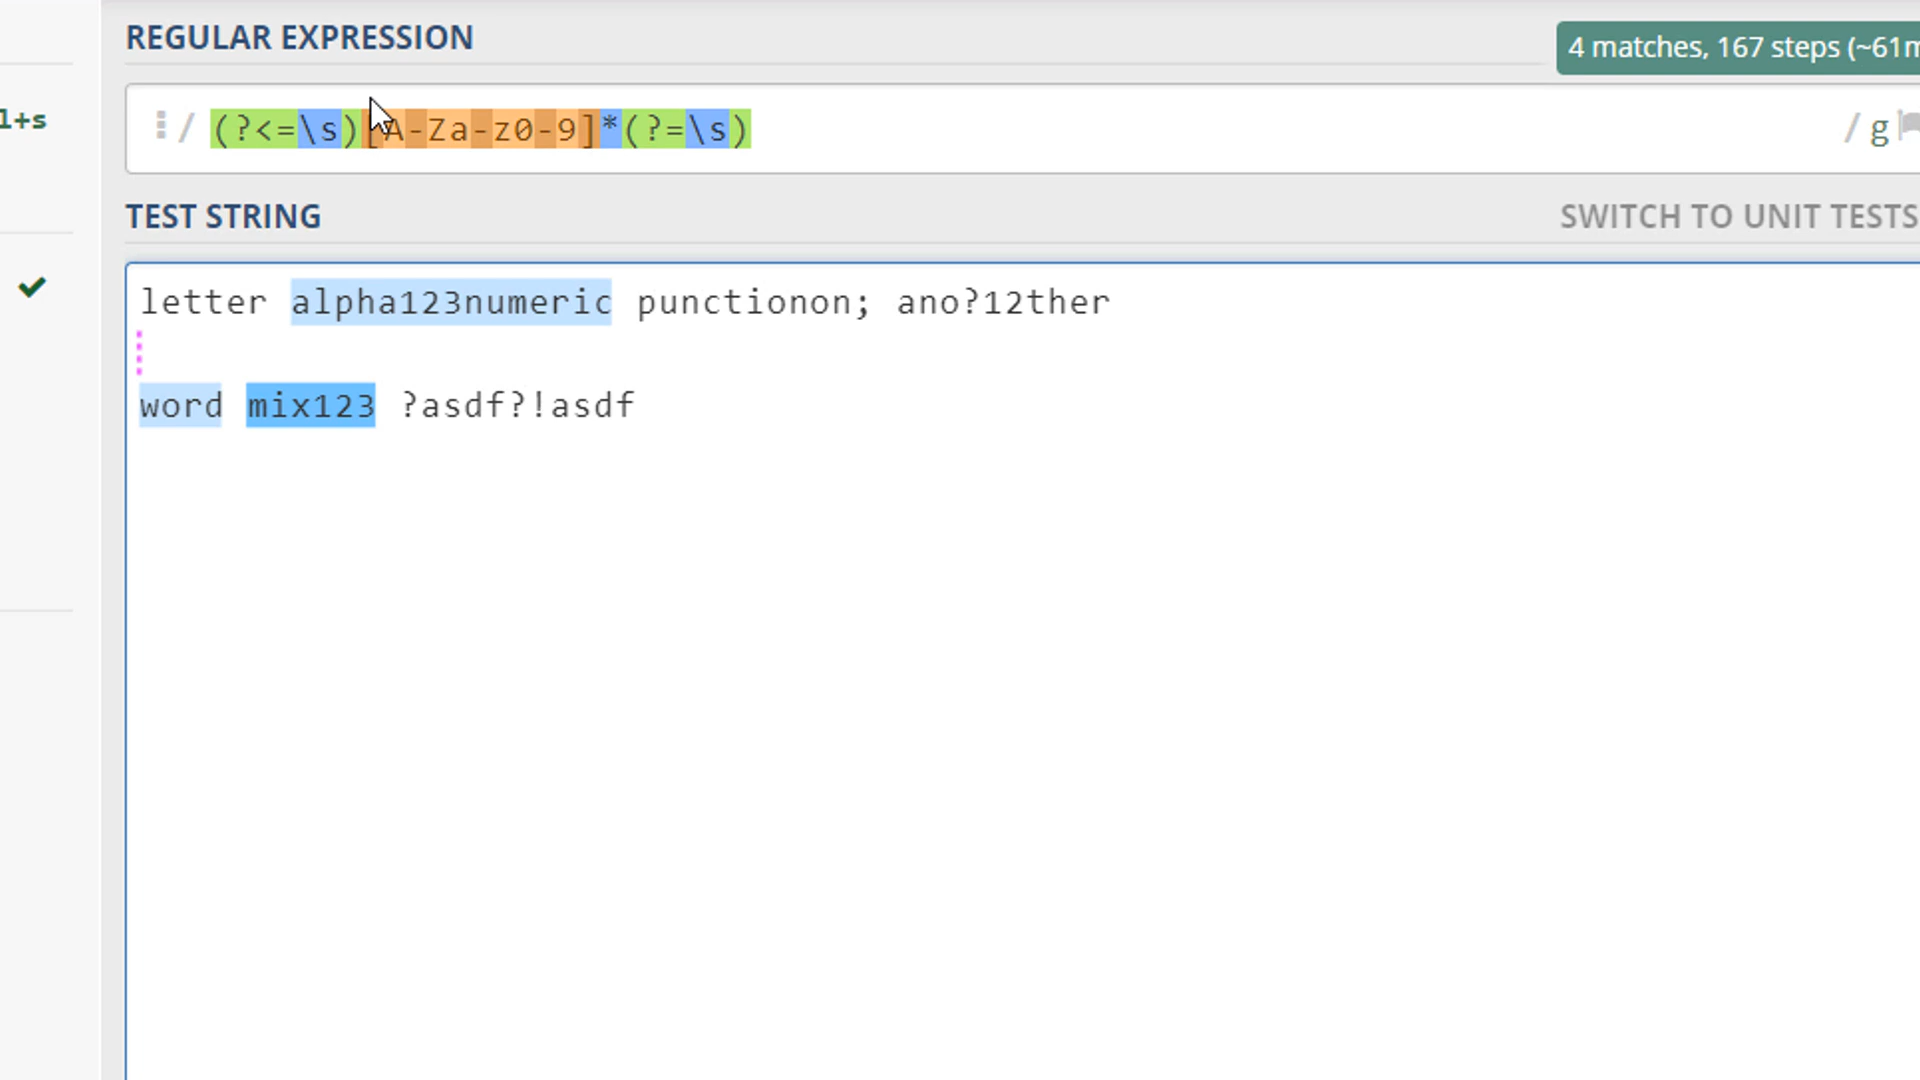 REGULAR EXPRESSION
4 matches, 167 steps (~61m
l+s
/ (?<=\s)[A-Za-z0-9]*(?=\s) / g
TEST STRING
SWITCH TO UNIT TESTS
letter alpha123numeric punctionon; ano?12ther
word mix123 ?asdf?!asdf